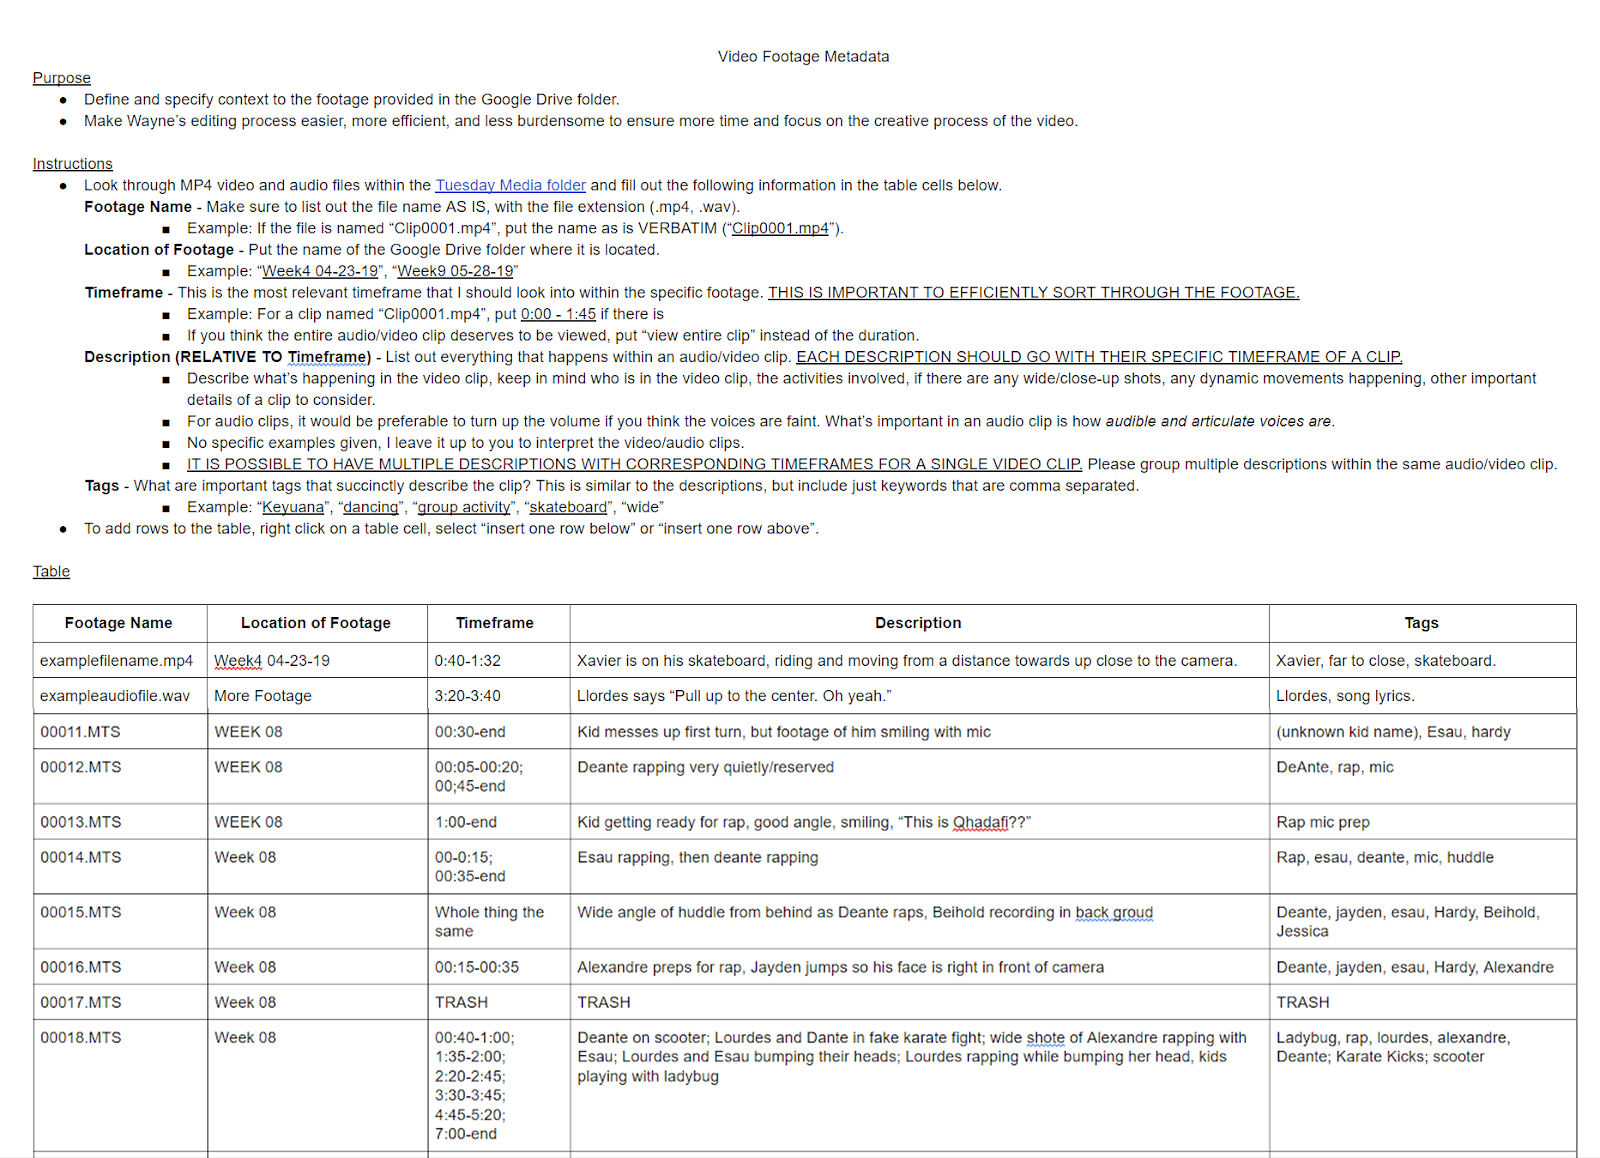 Video Footage Metadata
Purpose
● Define and specify context to the footage provided in the Google Drive folder.
● Make Wayne's editing process easier, more efficient, and less burdensome to ensure more time and focus on the creative process of the video.
Instructions
● Look through MP4 video and audio files within the Tuesday Media folder and fill out the following information in the table cells below.
Footage Name - Make sure to list out the file name AS IS, with the file extension (.mp4, .wav).
■ Example: If the file is named “Clip0001.mp4”, put the name as is VERBATIM (“Clip0001.mp4”).
Location of Footage - Put the name of the Google Drive folder where it is located.
■ Example: “Week4 04-23-19”, “Week9 05-28-19”
Timeframe - This is the most relevant timeframe that I should look into within the specific footage. THIS IS IMPORTANT TO EFFICIENTLY SORT THROUGH THE FOOTAGE.
■ Example: For a clip named “Clip0001.mp4”, put 0:00 - 1:45 if there is
■ If you think the entire audio/video clip deserves to be viewed, put “view entire clip” instead of the duration.
Description (RELATIVE TO Timeframe) - List out everything that happens within an audio/video clip. EACH DESCRIPTION SHOULD GO WITH THEIR SPECIFIC TIMEFRAME OF A CLIP.
■ Describe what's happening in the video clip, keep in mind who is in the video clip, the activities involved, if there are any wide/close-up shots, any dynamic movements happening, other important
details of a clip to consider.
■ For audio clips, it would be preferable to turn up the volume if you think the voices are faint. What's important in an audio clip is how audible and articulate voices are.
■ No specific examples given, I leave it up to you to interpret the video/audio clips.
■ IT IS POSSIBLE TO HAVE MULTIPLE DESCRIPTIONS WITH CORRESPONDING TIMEFRAMES FOR A SINGLE VIDEO CLIP. Please group multiple descriptions within the same audio/video clip.
Tags - What are important tags that succinctly describe the clip? This is similar to the descriptions, but include just keywords that are comma separated.
■ Example: “Keyuana”, “dancing”, “group activity”, “skateboard”, “wide”
● To add rows to the table, right click on a table cell, select “insert one row below” or “insert one row above”.
Table
Footage Name Location of Footage Timeframe Description Tags
examplefilename.mp4 Week4 04-23-19 0:40-1:32 Xavier is on his skateboard, riding and moving from a distance towards up close to the camera. Xavier, far to close, skateboard.
exampleaudiofile.wav More Footage 3:20-3:40 Llordes says “Pull up to the center. Oh yeah.” Llordes, song lyrics.
00011.MTS WEEK 08 00:30-end Kid messes up first turn, but footage of him smiling with mic (unknown kid name), Esau, hardy
00012.MTS WEEK 08 00:05-00:20; Deante rapping very quietly/reserved DeAnte, rap, mic
00;45-end
00013.MTS WEEK 08 1:00-end Kid getting ready for rap, good angle, smiling, “This is Qhadafi??” Rap mic prep
00014.MTS Week 08 00-0:15; Esau rapping, then deante rapping Rap, esau, deante, mic, huddle
00:35-end
00015.MTS Week 08 Whole thing the Wide angle of huddle from behind as Deante raps, Beihold recording in back groud Deante, jayden, esau, Hardy, Beihold,
same Jessica
00016.MTS Week 08 00:15-00:35 Alexandre preps for rap, Jayden jumps so his face is right in front of camera Deante, jayden, esau, Hardy, Alexandre
00017.MTS Week 08 TRASH TRASH TRASH
00018.MTS Week 08 00:40-1:00; Deante on scooter; Lourdes and Dante in fake karate fight; wide shote of Alexandre rapping with Ladybug, rap, lourdes, alexandre,
1:35-2:00; Esau; Lourdes and Esau bumping their heads; Lourdes rapping while bumping her head, kids Deante; Karate Kicks; scooter
2:20-2:45; playing with ladybug
3:30-3:45;
4:45-5:20;
7:00-end